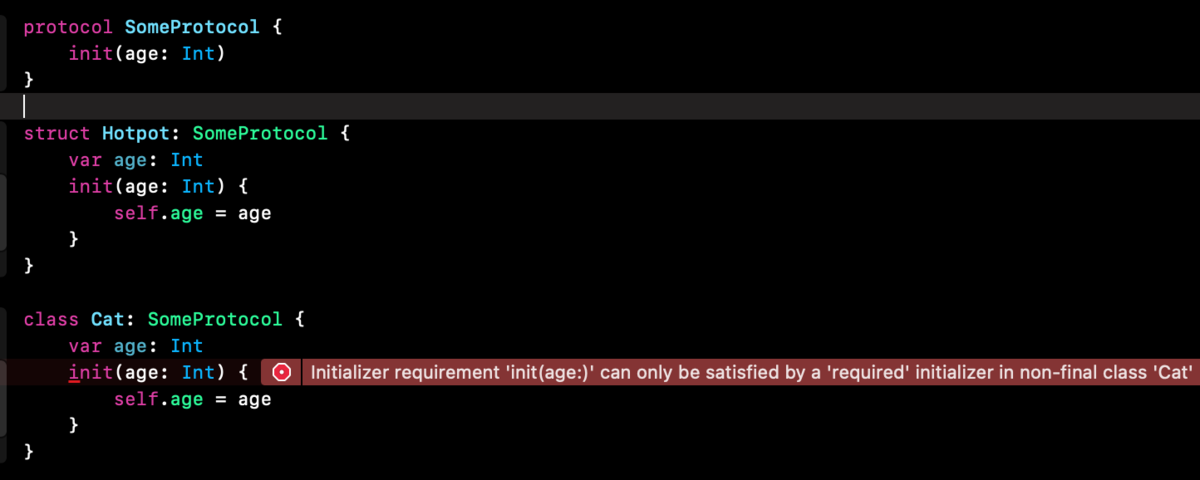 protocol SomeProtocol {
    init(age: Int)
}
struct Hotpot: SomeProtocol {
    var age: Int
    init(age: Int) {
        self.age = age
    }
}
class Cat: SomeProtocol {
    var age: Int
    init(age: Int) { Initializer requirement 'init(age:)' can only be satisfied by a 'required' initializer in non-final class 'Cat'
        self.age = age
    }
}